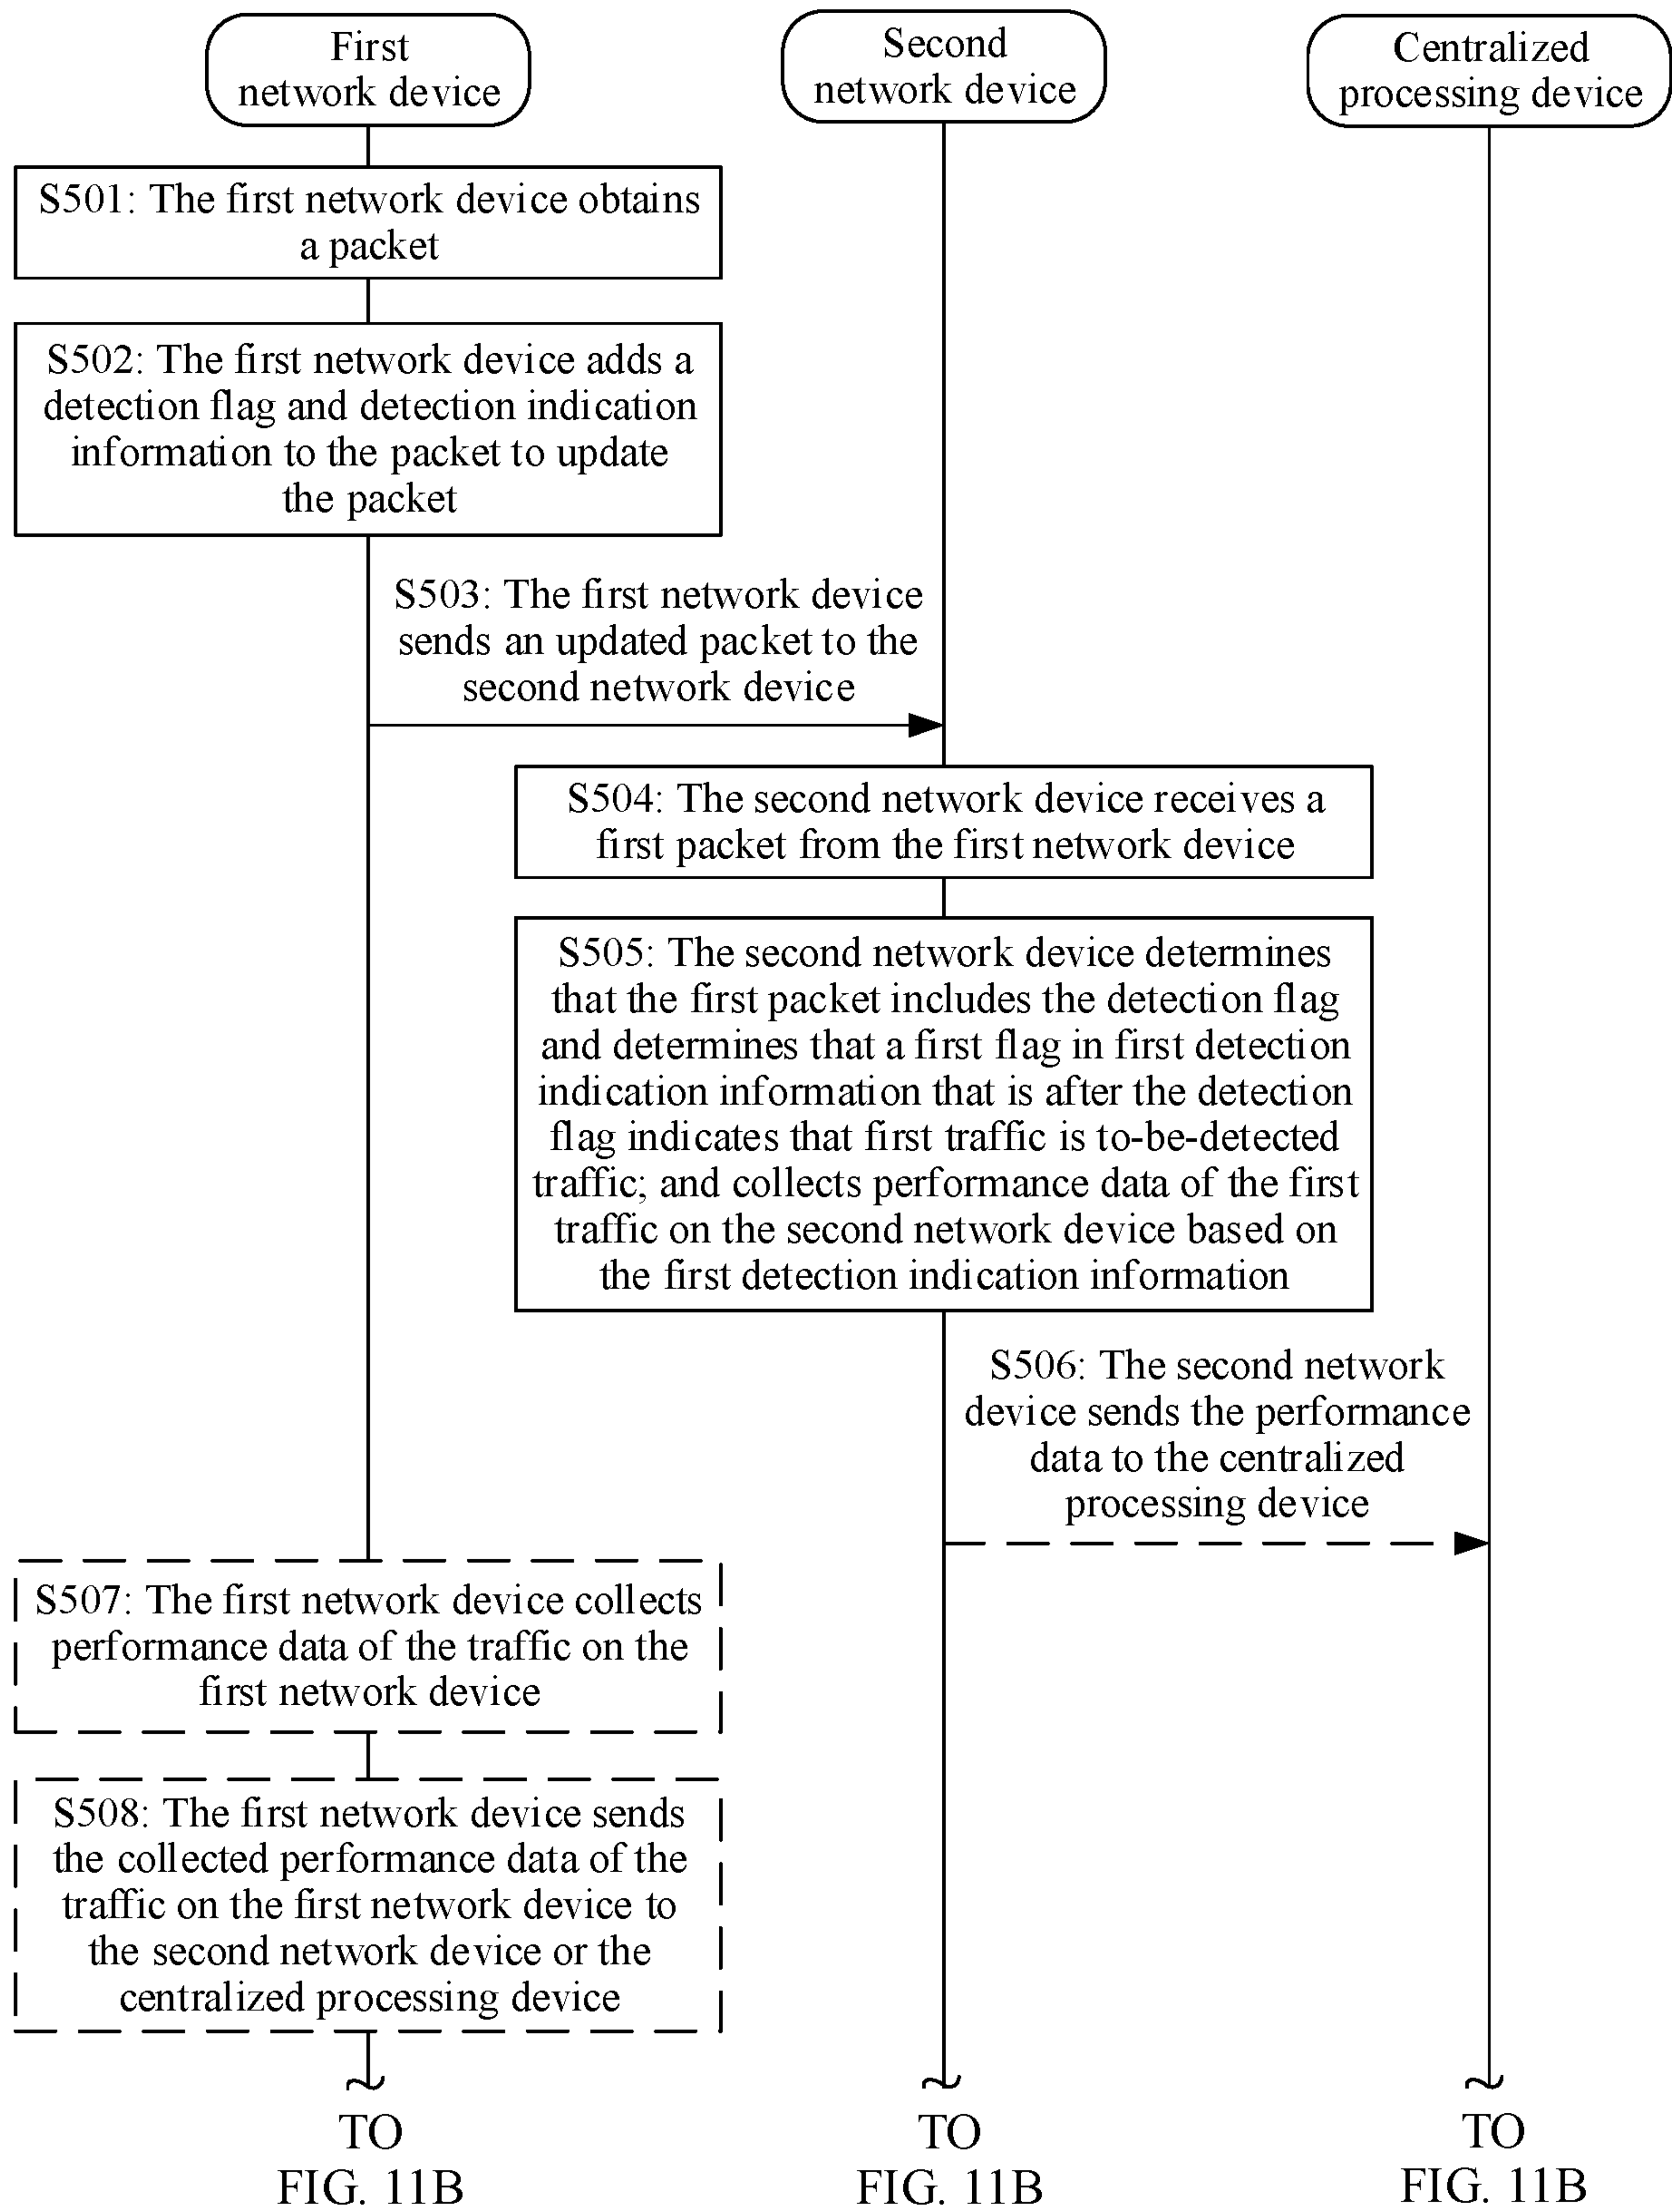 First
network device
Second
network device
Centralized
processing device
S501: The first network device obtains
a packet
S502: The first network device adds a
detection flag and detection indication
information to the packet to update
the packet
S503: The first network device
sends an updated packet to the
second network device
S504: The second network device receives a
first packet from the first network device
S505: The second network device determines
that the first packet includes the detection flag
and determines that a first flag in first detection
indication information that is after the detection
flag indicates that first traffic is to-be-detected
traffic; and collects performance data of the first
traffic on the second network device based on
the first detection indication information
S506: The second network
device sends the performance
data to the centralized
processing device
S507: The first network device collects
performance data of the traffic on the
first network device
S508: The first network device sends
the collected performance data of the
traffic on the first network device to
the second network device or the
centralized processing device
TO
FIG. 11B
TO
FIG. 11B
TO
FIG. 11B